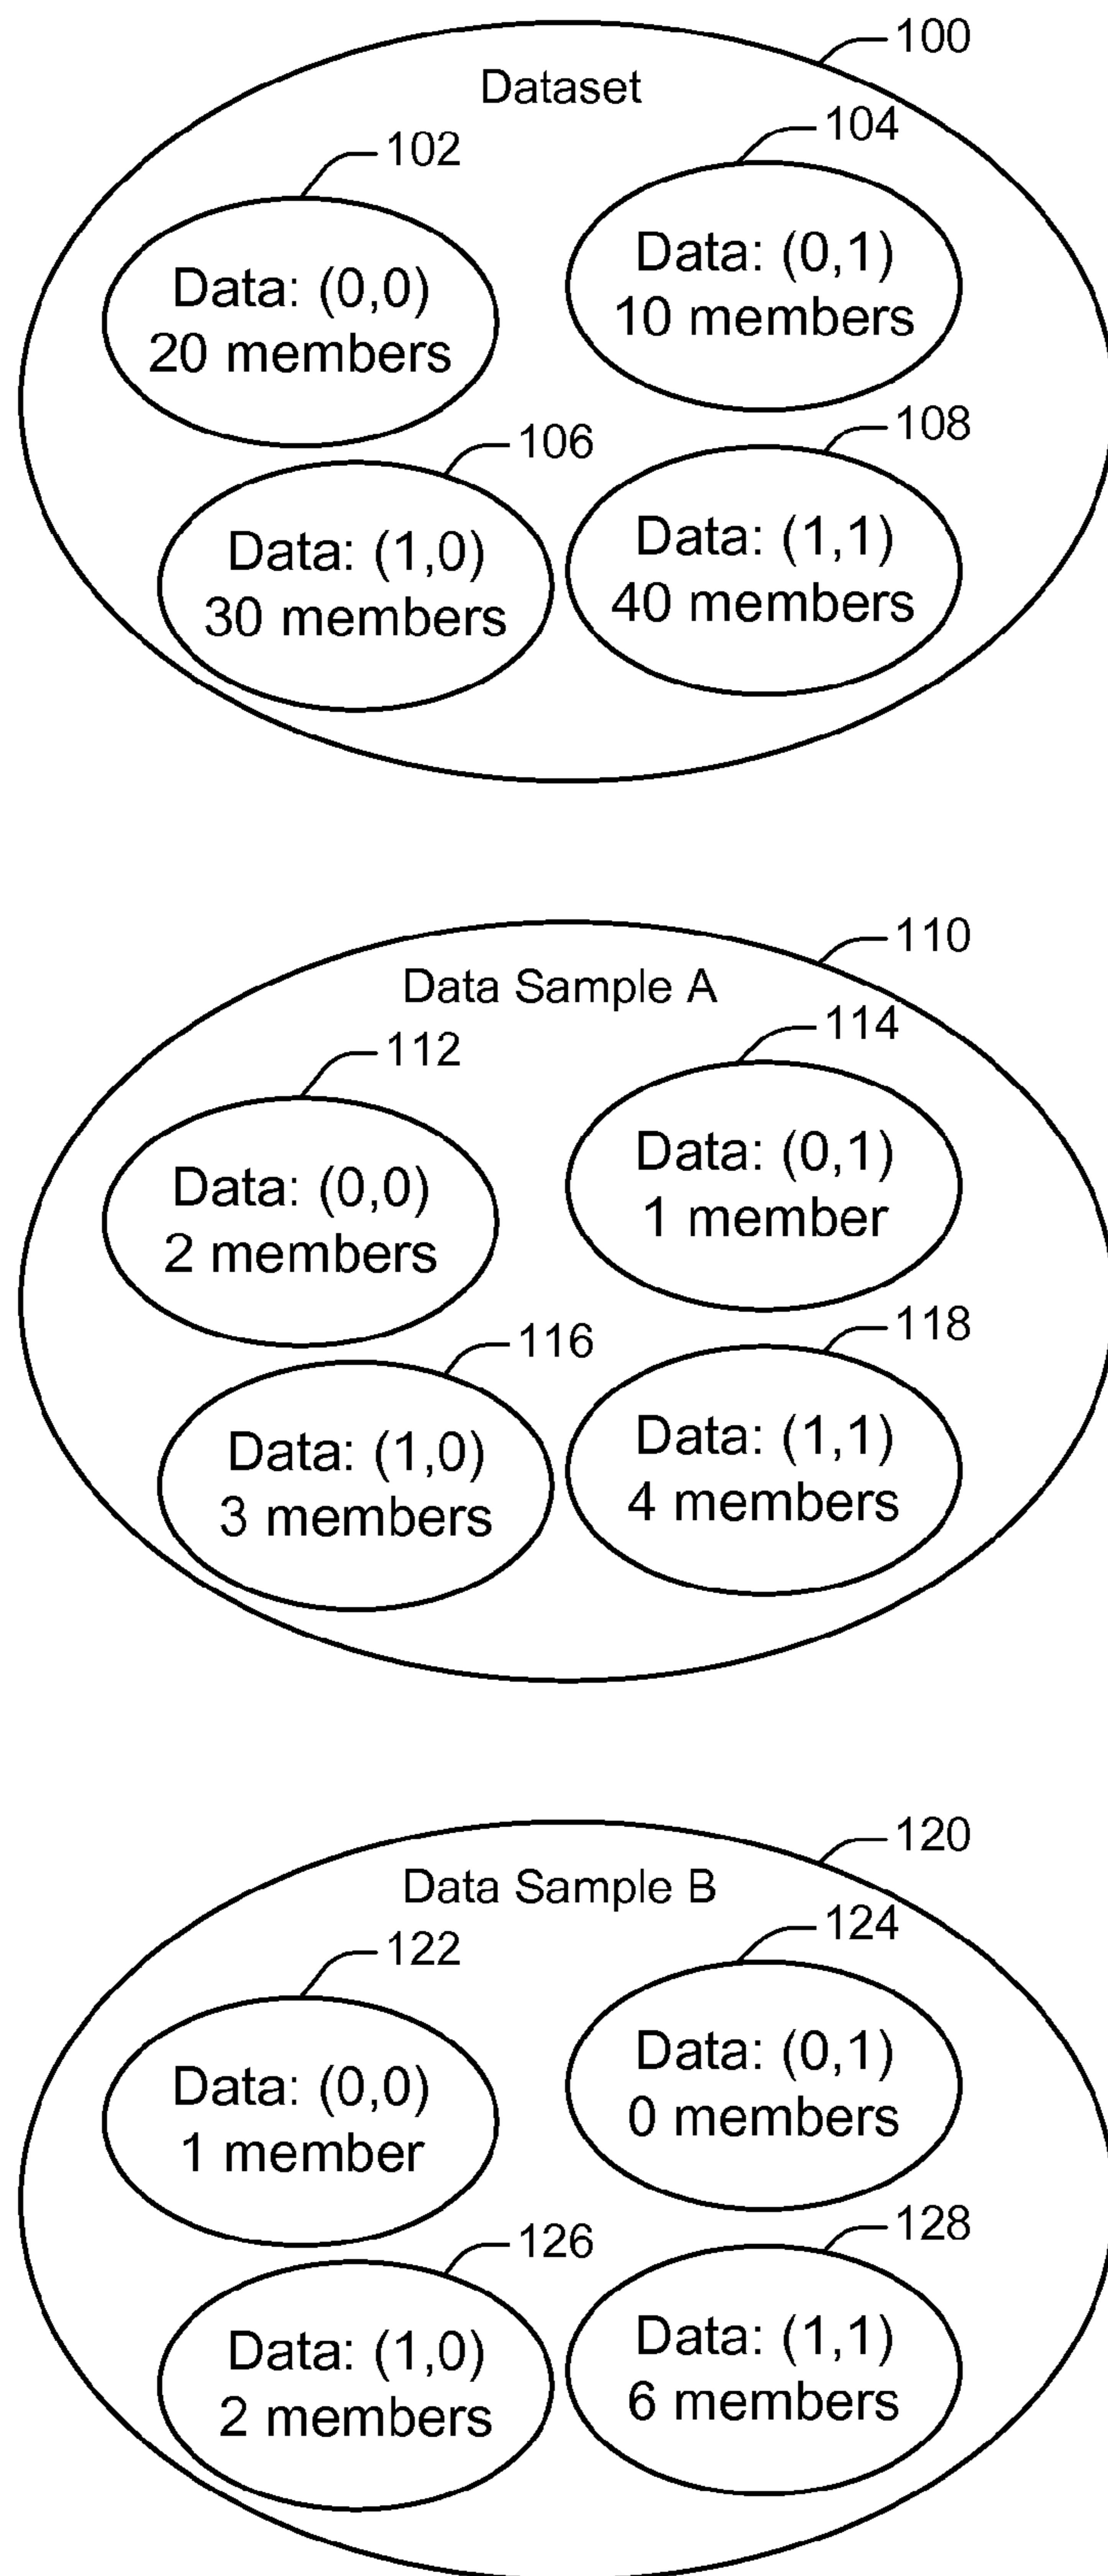 100
Dataset
104
102
Data: (0,1)
10 members
Data: (0,0)
20 members
108
106
Data: (1,1)
40 members
Data: (1,0)
30 members
110
Data Sample A
114
112
Data: (0,1)
1 member
Data: (0,0)
2 members
118
116
Data: (1,1)
4 members
Data: (1,0)
3 members
120
Data Sample B
124
122
Data: (0,1)
0 members
Data: (0,0)
1 member
128
126
Data: (1,1)
6 members
Data: (1,0)
2 members